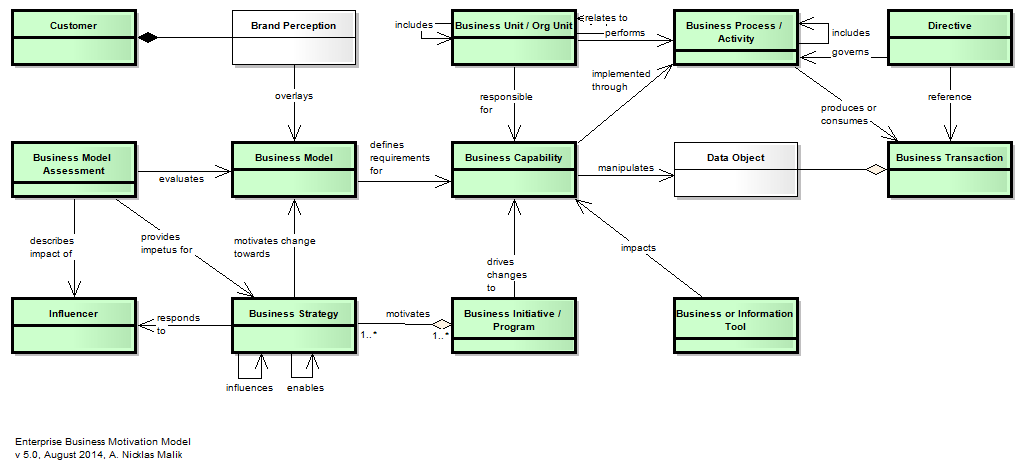 Customer
Brand Perception
includes
Business Unit / Org Unit
relates to
performs
Business Process /
Activity
includes
governs
Directive
overlays
responsible
for
implemented
through
produces or
consumes
reference
Business Model
Assessment
evaluates
Business Model
defines
requirements
for
Business Capability
manipulates
Data Object
Business Transaction
describes
impact of
provides
impetus for
motivates change
towards
drives
changes
to
impacts
Influencer
responds
to
Business Strategy
motivates
1..*
1..*
Business Initiative /
Program
Business or Information
Tool
influences
enables
Enterprise Business Motivation Model
v 5.0, August 2014, A. Nicklas Malik